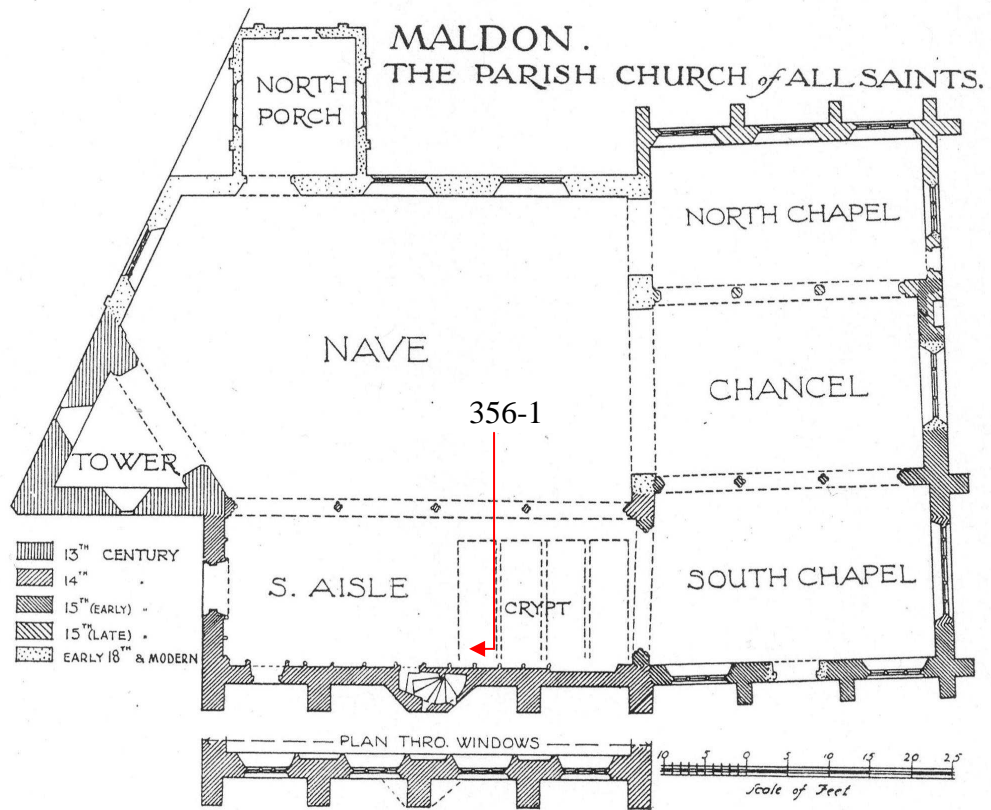 MALDON.
THE PARISH CHURCH of ALL SAINTS.
NORTH
PORCH
NORTH CHAPEL
NAVE
CHANCEL
356-1
TOWER
S. AISLE
CRYPT
SOUTH CHAPEL
13TH CENTURY
14TH "
15TH (EARLY) "
15TH (LATE) "
EARLY 18TH & MODERN
PLAN THRO. WINDOWS
10 5 0 5 10 15 20 25
Scale of Feet